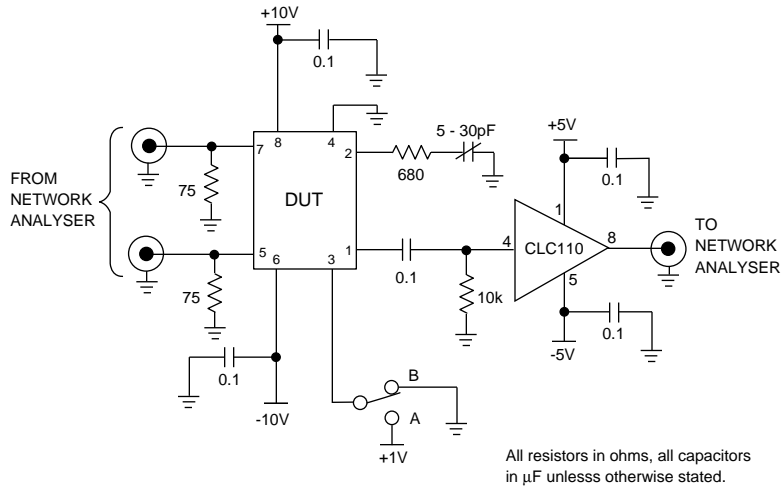 +10V
0.1
5 - 30pF
+5V
7
8
4
2
680
0.1
FROM
NETWORK
ANALYSER
75
DUT
1
TO
NETWORK
ANALYSER
4
CLC110
8
5
6
3
1
0.1
10k
5
75
0.1
0.1
-5V
-10V
B
A
+1V
All resistors in ohms, all capacitors
in µF unlesss otherwise stated.